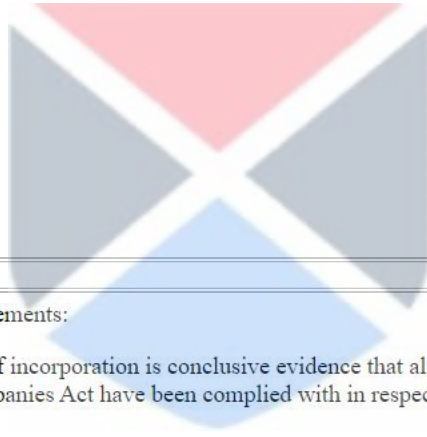 ements:
f incorporation is conclusive evidence that al
panies Act have been complied with in respec